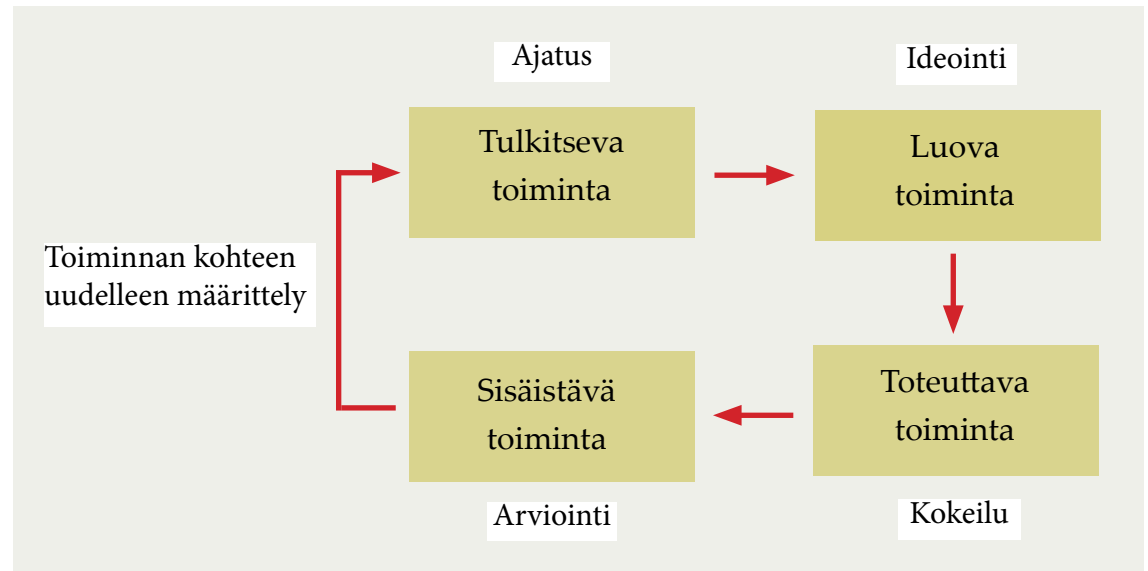 Ajatus
Ideointi
Tulkitseva
toiminta
Luova
toiminta
Toiminnan kohteen
uudelleen määrittely
Sisäistävä
toiminta
Toteuttava
toiminta
Arviointi
Kokeilu